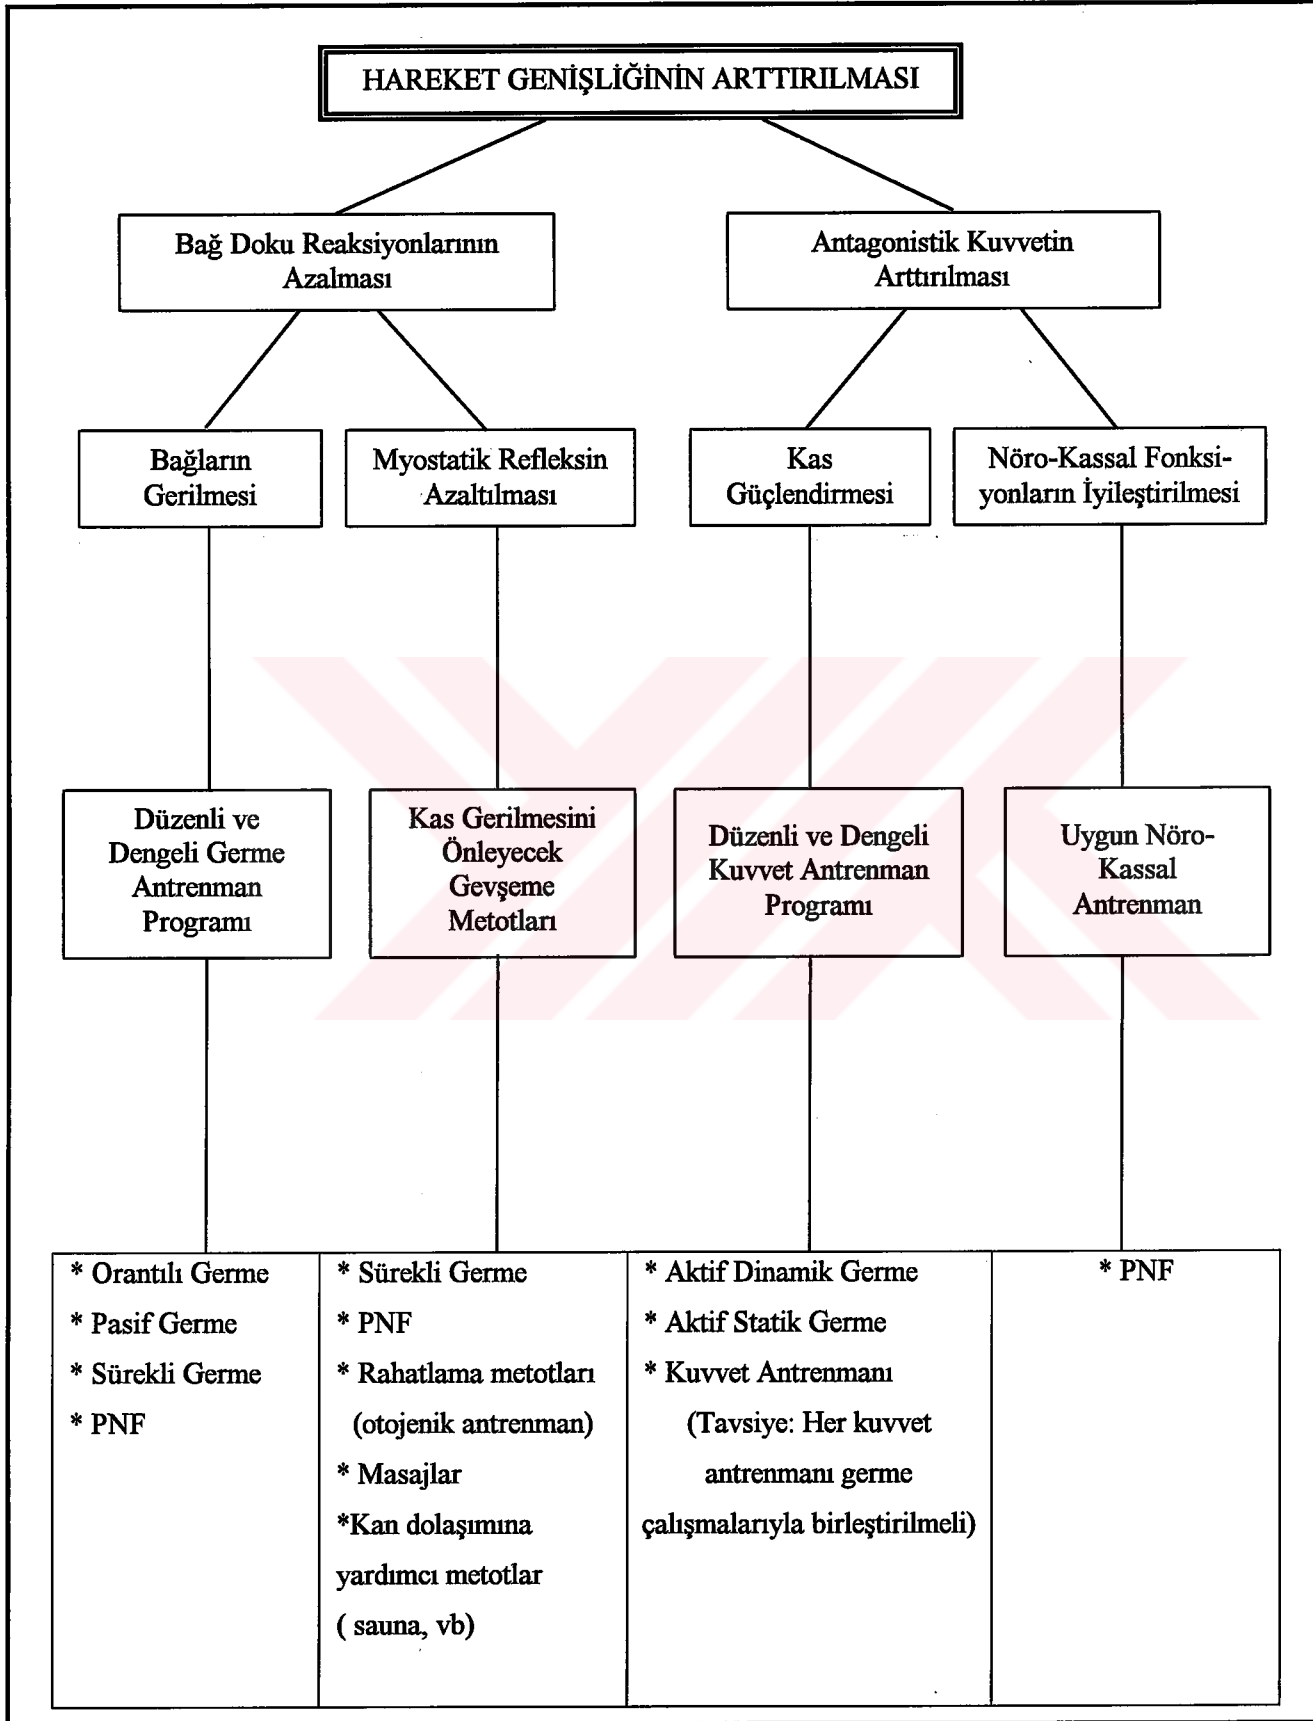 HAREKET GENİŞLİĞİNİN ARTTIRILMASI
Bağ Doku Reaksiyonlarının
Azalması
Antagonistik Kuvvetin
Arttırılması
Bağların
Gerilmesi
Myostatik Refleksin
Azaltılması
Kas
Güçlendirmesi
Nöro-Kassal Fonksi-
yonların İyileştirilmesi
Düzenli ve
Dengeli Germe
Antrenman
Programı
Kas Gerilmesini
Önleyecek
Gevşeme
Metotları
Düzenli ve Dengeli
Kuvvet Antrenman
Programı
Uygun Nöro-
Kassal
Antrenman
* Orantılı Germe
* Pasif Germe
* Sürekli Germe
* PNF
* Sürekli Germe
* PNF
* Rahatlama metotları
(otojenik antrenman)
* Masajlar
*Kan dolaşımına
yardımcı metotlar
( sauna, vb)
* Aktif Dinamik Germe
* Aktif Statik Germe
* Kuvvet Antrenmanı
(Tavsiye: Her kuvvet
antrenmanı germe
çalışmalarıyla birleştirilmeli)
* PNF